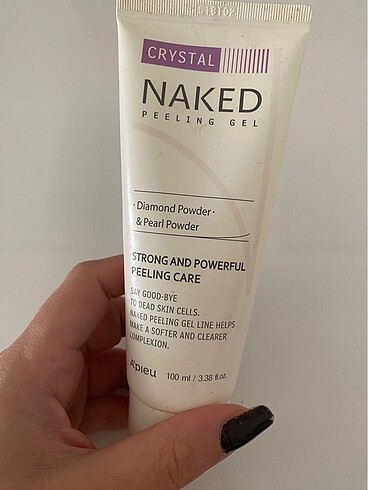 CRYSTAL
NAKED
PEELING GEL
· Diamond Powder ·
& Pearl Powder
STRONG AND POWERFUL
PEELING CARE
SAY GOOD-BYE
TO DEAD SKIN CELLS.
NAKED PEELING GEL LINE HELPS
MAKE A SOFTER AND CLEARER
COMPLEXION.
A'PIEU 100 ml / 3.38 fl.oz.